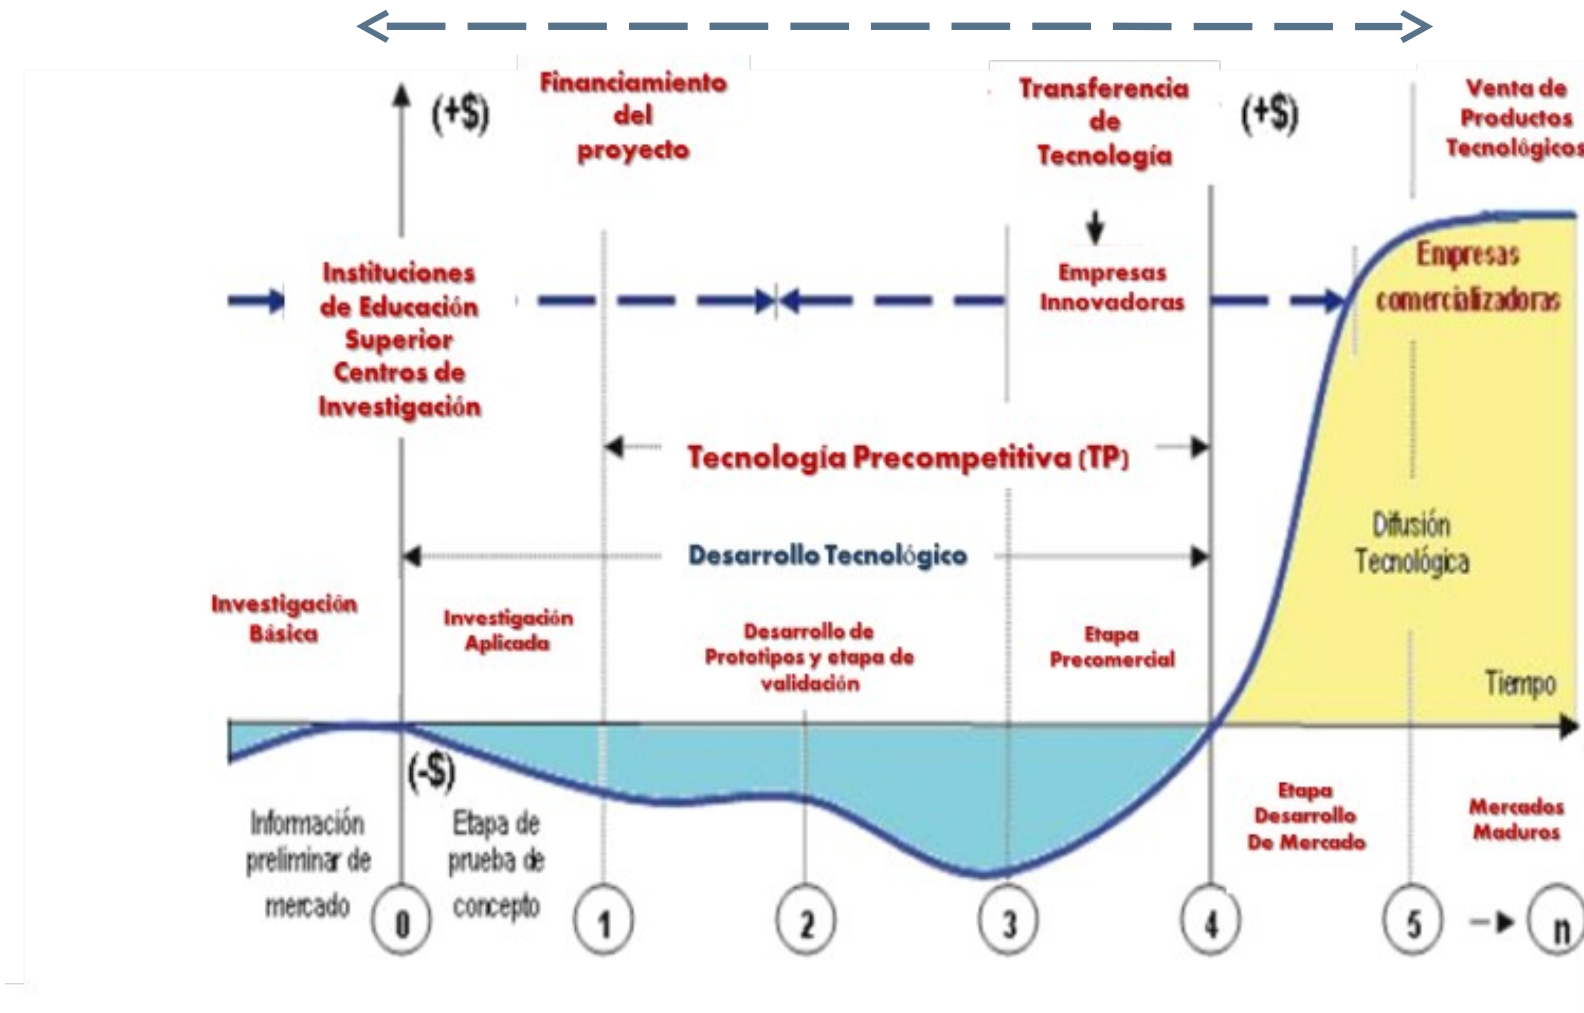 (+$)
Financiamiento
del
proyecto
Transferencia
de
Tecnología
(+$)
Venta de
Productos
Tecnológicos
Instituciones
de Educación
Superior
Centros de
Investigación
Empresas
Innovadoras
Empresas
comercializadoras
Tecnología Precompetitiva (TP)
Desarrollo Tecnológico
Difusión
Tecnológica
Investigación
Básica
Investigación
Aplicada
Desarrollo de
Prototipos y etapa de
validación
Etapa
Precomercial
Tiempo
(-$)
Información
preliminar de
mercado
Etapa de
prueba de
concepto
Etapa
Desarrollo
De Mercado
Mercados
Maduros
0
1
2
3
4
5
n